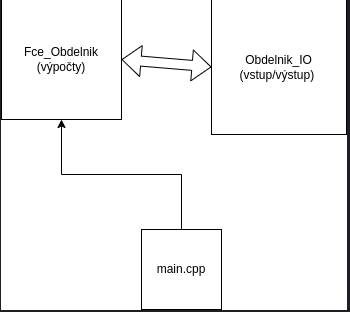 Fce_Obdelnik
(výpočty)
Obdelnik_IO
(vstup/výstup)
main.cpp